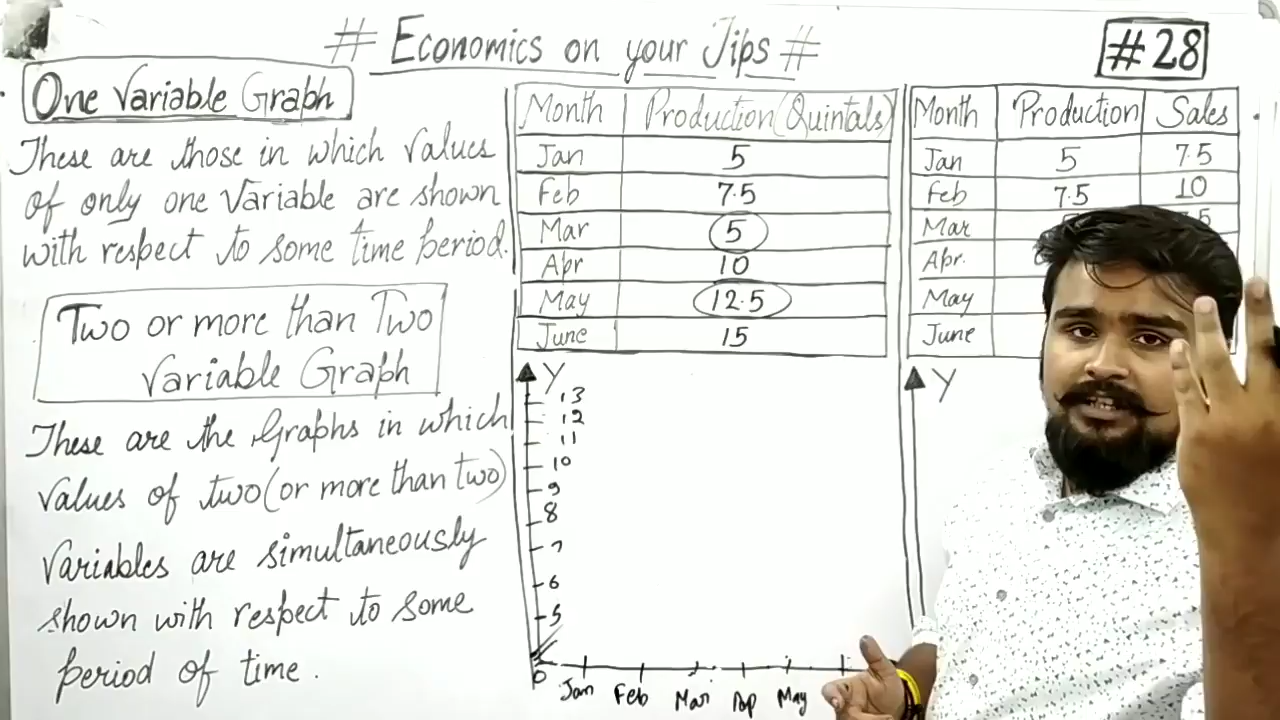 # Economics on your Tips #
#28
One Variable Graph
These are those in which values
of only one Variable are shown
with respect to some time period.
Two or more than Two
Variable Graph
These are the Graphs in which
values of two (or more than two)
Variables are simultaneously
shown with respect to some
period of time.
Month Production (Quintals)
Jan 5
Feb 7.5
Mar 5
Apr 10
May 12.5
June 15
Y
13
12
11
10
9
8
7
6
5
0
Jan Feb Mar Ap May
Month Production Sales
Jan 5 7.5
Feb 7.5 10
Mar
Apr.
May
June
Y